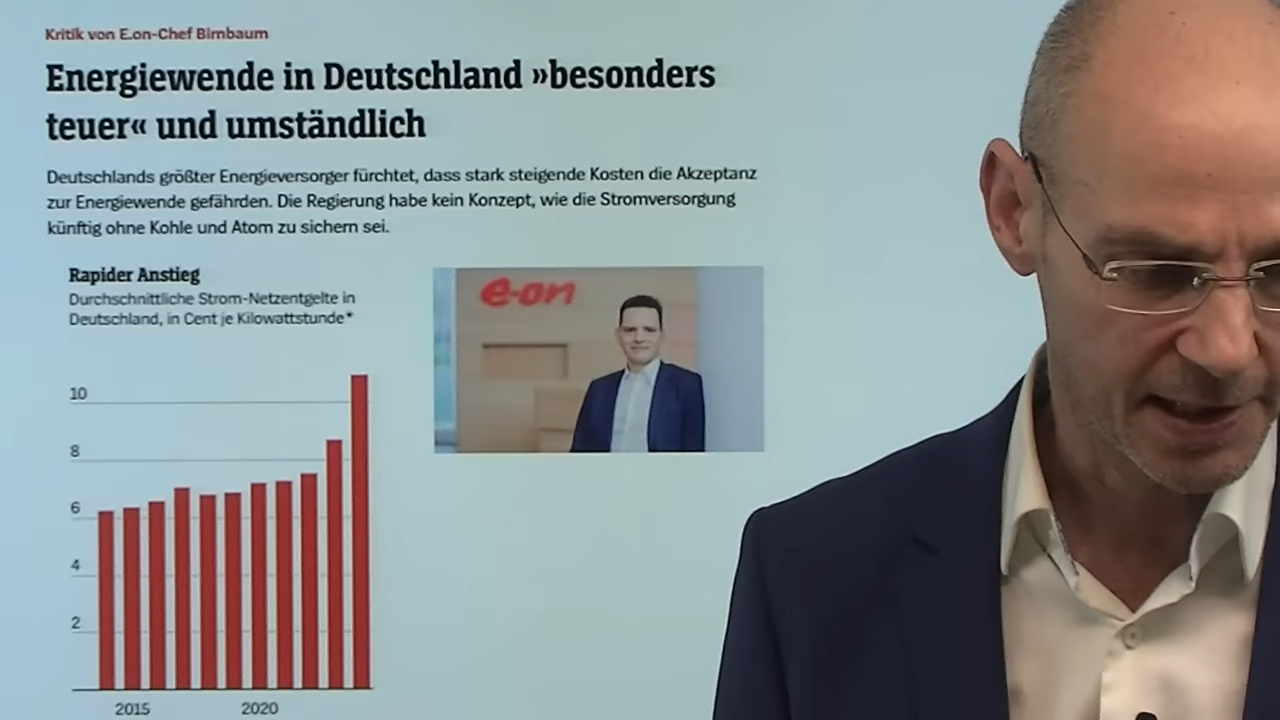 Kritik von E.on-Chef Birnbaum
Energiewende in Deutschland »besonders
teuer« und umständlich
Deutschlands größter Energieversorger fürchtet, dass stark steigende Kosten die Akzeptanz
zur Energiewende gefährden. Die Regierung habe kein Konzept, wie die Stromversorgung
künftig ohne Kohle und Atom zu sichern sei.
Rapider Anstieg
Durchschnittliche Strom-Netzentgelte in
Deutschland, in Cent je Kilowattstunde*
e·on
10
8
6
4
2
2015 2020